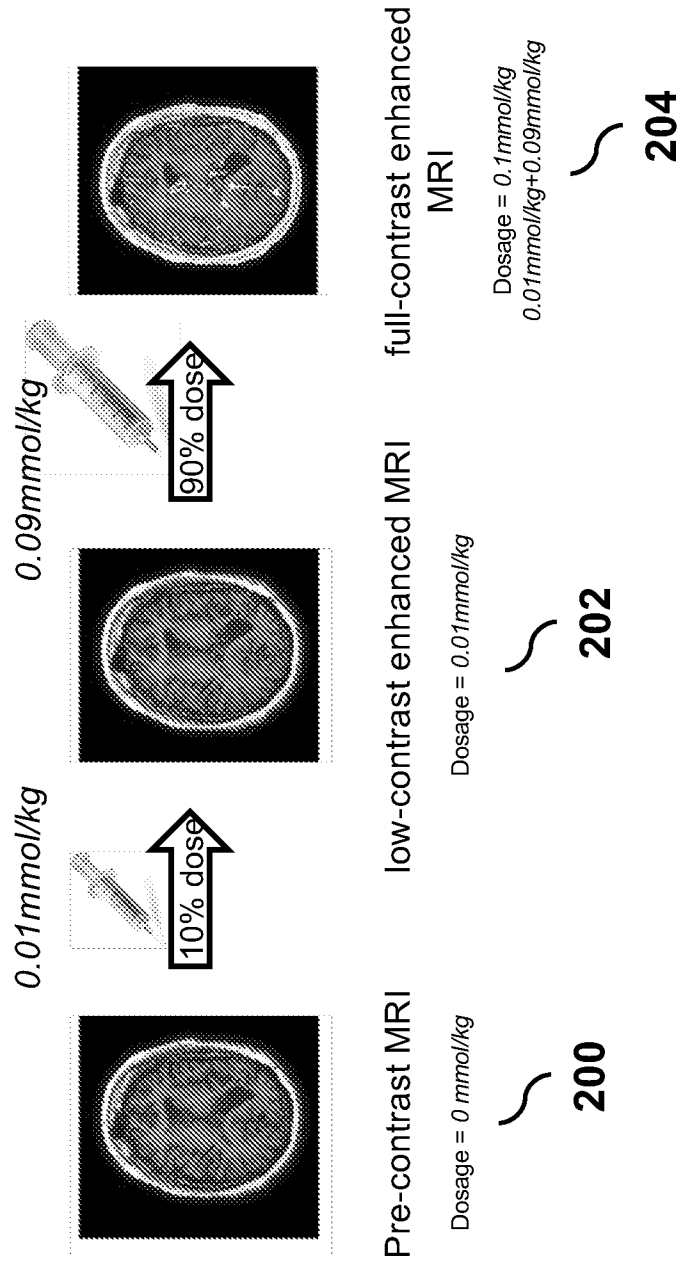 0.01mmol/kg
0.09mmol/kg
10% dose
90% dose
Pre-contrast MRI
low-contrast enhanced MRI
full-contrast enhanced
MRI
Dosage = 0 mmol/kg
Dosage = 0.01mmol/kg
Dosage = 0.1mmol/kg
0.01mmol/kg+0.09mmol/kg
200
202
204